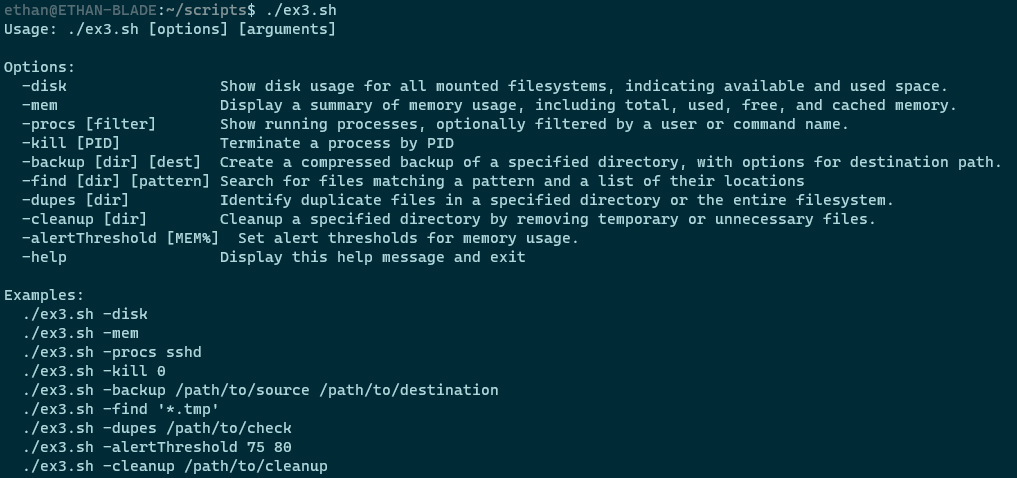 ethan@ETHAN-BLADE:~/scripts$ ./ex3.sh
Usage: ./ex3.sh [options] [arguments]

Options:
  -disk                 Show disk usage for all mounted filesystems, indicating available and used space.
  -mem                  Display a summary of memory usage, including total, used, free, and cached memory.
  -procs [filter]       Show running processes, optionally filtered by a user or command name.
  -kill [PID]           Terminate a process by PID
  -backup [dir] [dest]  Create a compressed backup of a specified directory, with options for destination path.
  -find [dir] [pattern] Search for files matching a pattern and a list of their locations
  -dupes [dir]          Identify duplicate files in a specified directory or the entire filesystem.
  -cleanup [dir]        Cleanup a specified directory by removing temporary or unnecessary files.
  -alertThreshold [MEM%]  Set alert thresholds for memory usage.
  -help                 Display this help message and exit

Examples:
  ./ex3.sh -disk
  ./ex3.sh -mem
  ./ex3.sh -procs sshd
  ./ex3.sh -kill 0
  ./ex3.sh -backup /path/to/source /path/to/destination
  ./ex3.sh -find '*.tmp'
  ./ex3.sh -dupes /path/to/check
  ./ex3.sh -alertThreshold 75 80
  ./ex3.sh -cleanup /path/to/cleanup